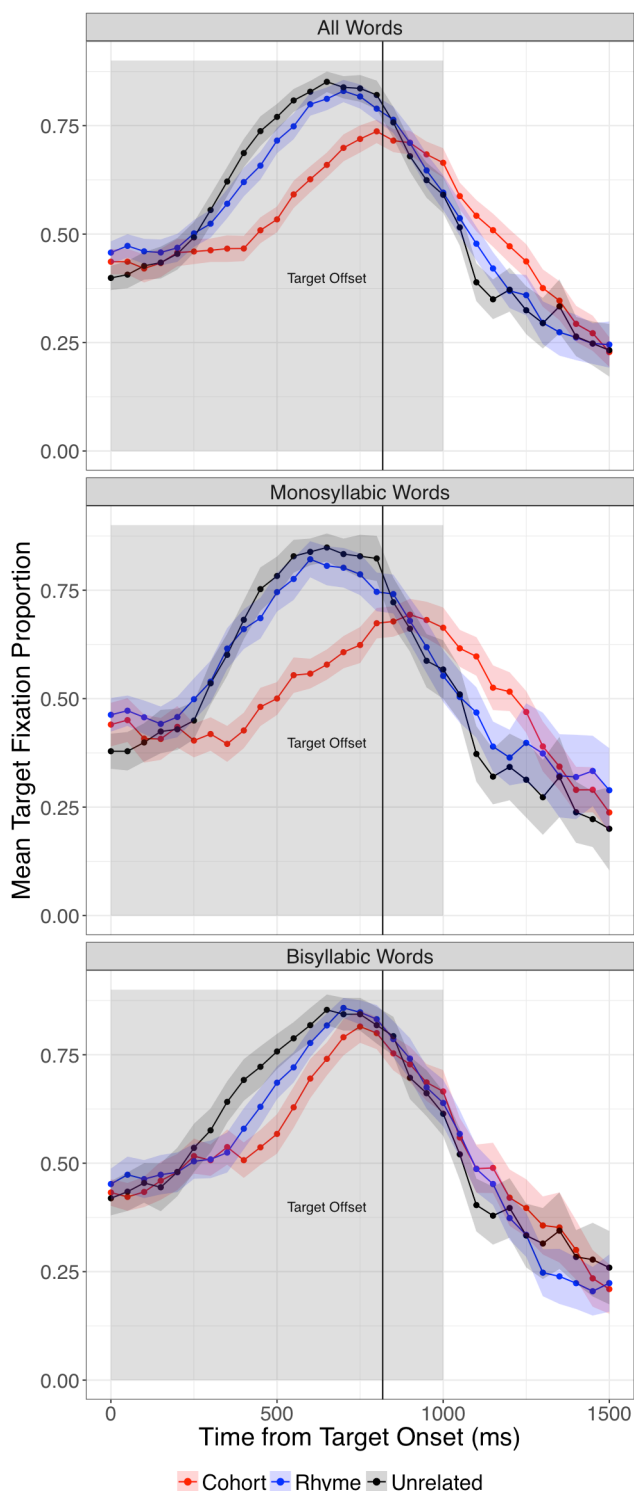 All Words
0.75
0.50
0.25
0.00
Target Offset
Monosyllabic Words
0.75
0.50
0.25
0.00
Target Offset
Mean Target Fixation Proportion
Bisyllabic Words
0.75
0.50
0.25
0.00
Target Offset
0 500 1000 1500
Time from Target Onset (ms)
Cohort Rhyme Unrelated